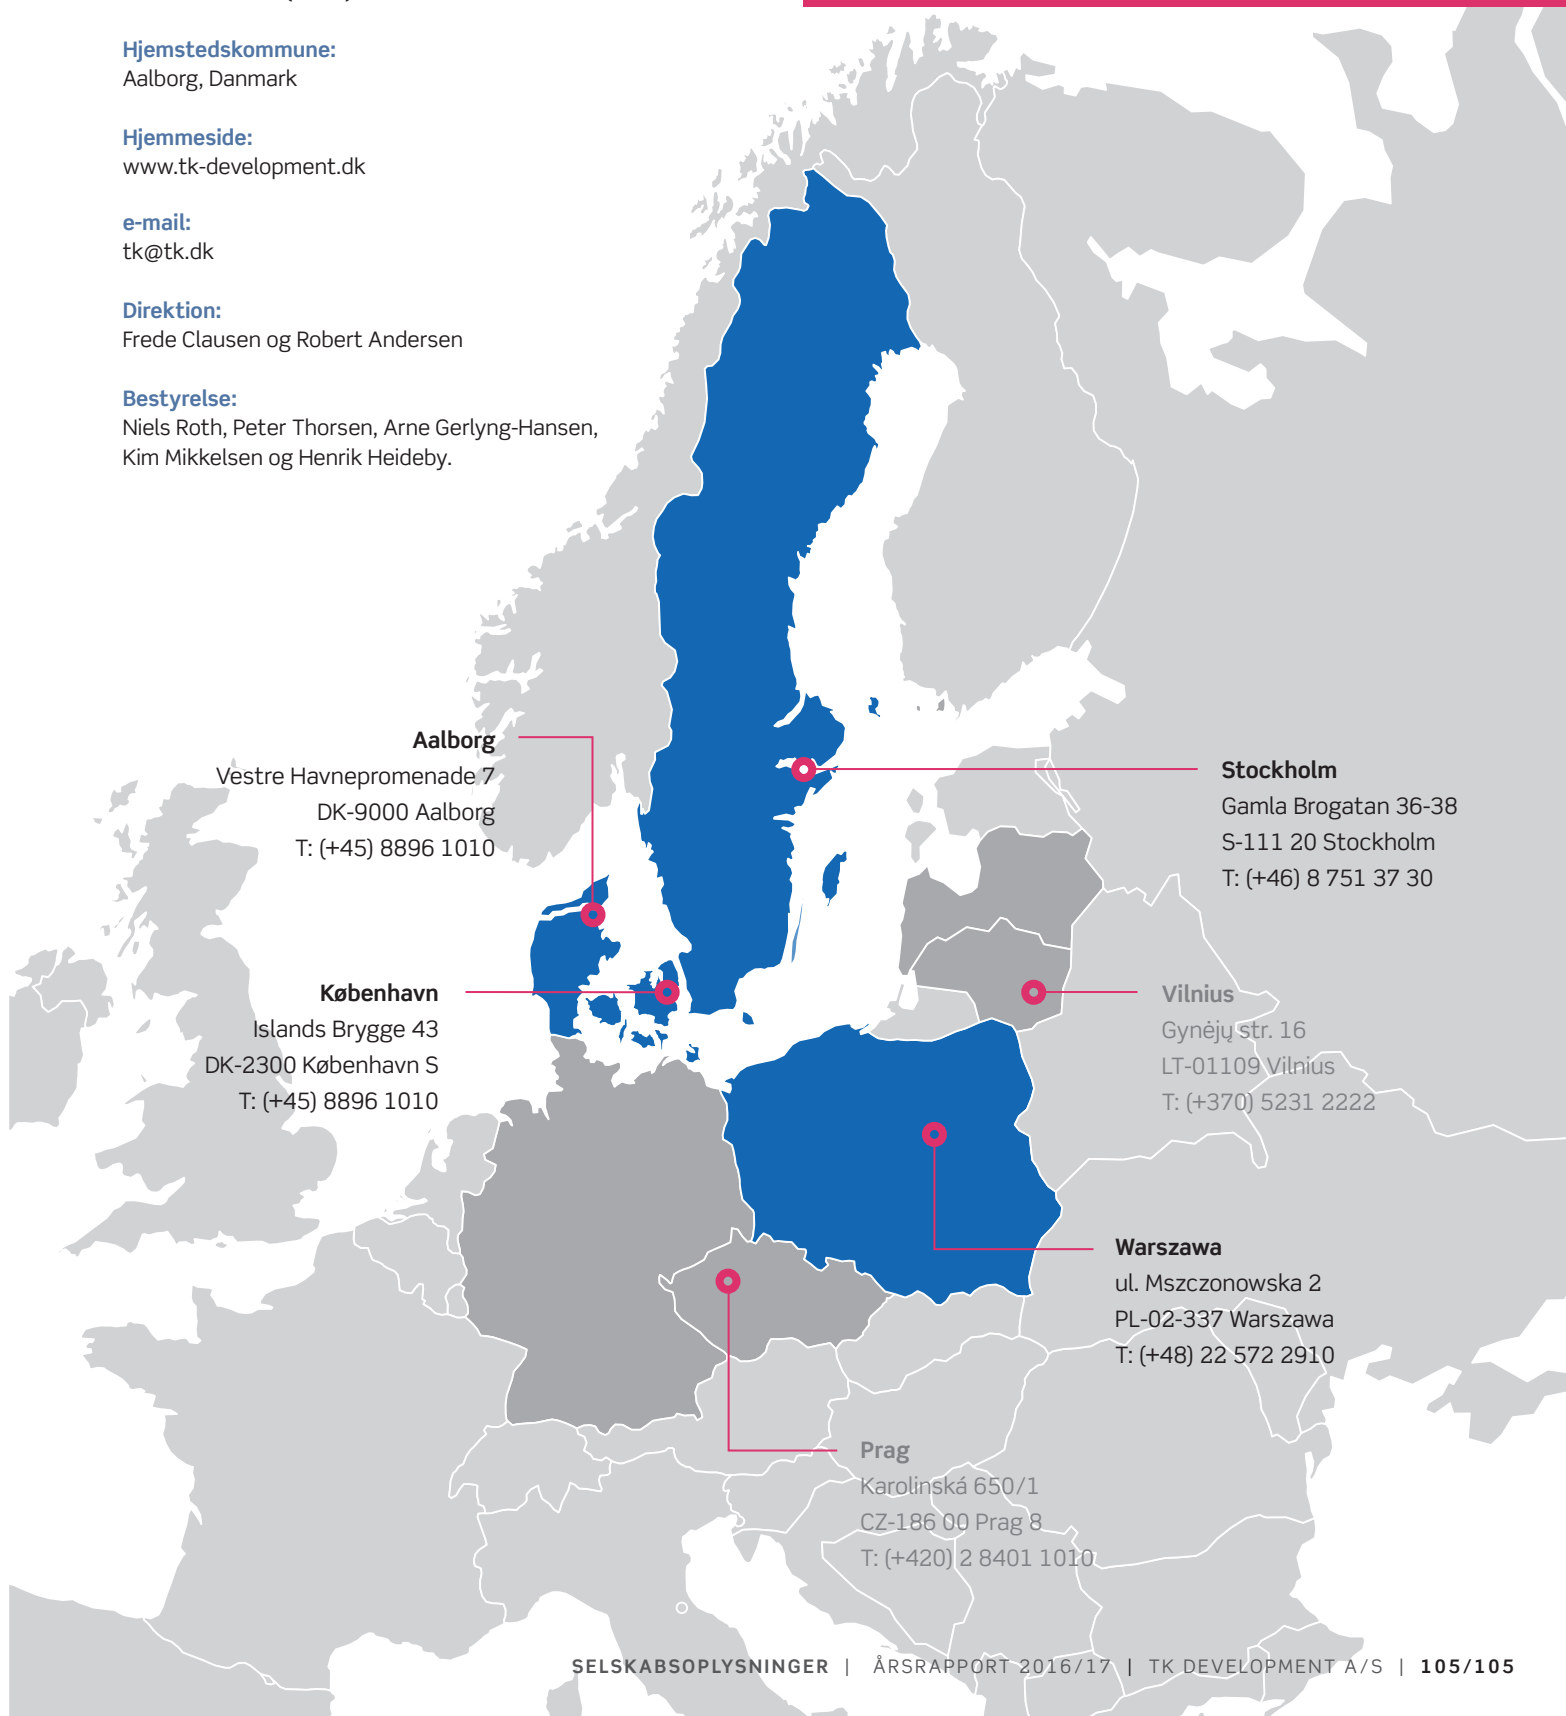 Hjemstedskommune:
Aalborg, Danmark
Hjemmeside:
www.tk-development.dk
e-mail:
tk@tk.dk
Direktion:
Frede Clausen og Robert Andersen
Bestyrelse:
Niels Roth, Peter Thorsen, Arne Gerlyng-Hansen,
Kim Mikkelsen og Henrik Heideby.
Aalborg
Vestre Havnepromenade 7
DK-9000 Aalborg
T: (+45) 8896 1010
Stockholm
Gamla Brogatan 36-38
S-111 20 Stockholm
T: (+46) 8 751 37 30
København
Islands Brygge 43
DK-2300 København S
T: (+45) 8896 1010
Vilnius
Gynėjų str. 16
LT-01109 Vilnius
T: (+370) 5231 2222
Warszawa
ul. Mszczonowska 2
PL-02-337 Warszawa
T: (+48) 22 572 2910
Prag
Karolinská 650/1
CZ-186 00 Prag 8
T: (+420) 2 8401 1010
SELSKABSOPLYSNINGER | ÅRSRAPPORT 2016/17 | TK DEVELOPMENT A/S | 105/105